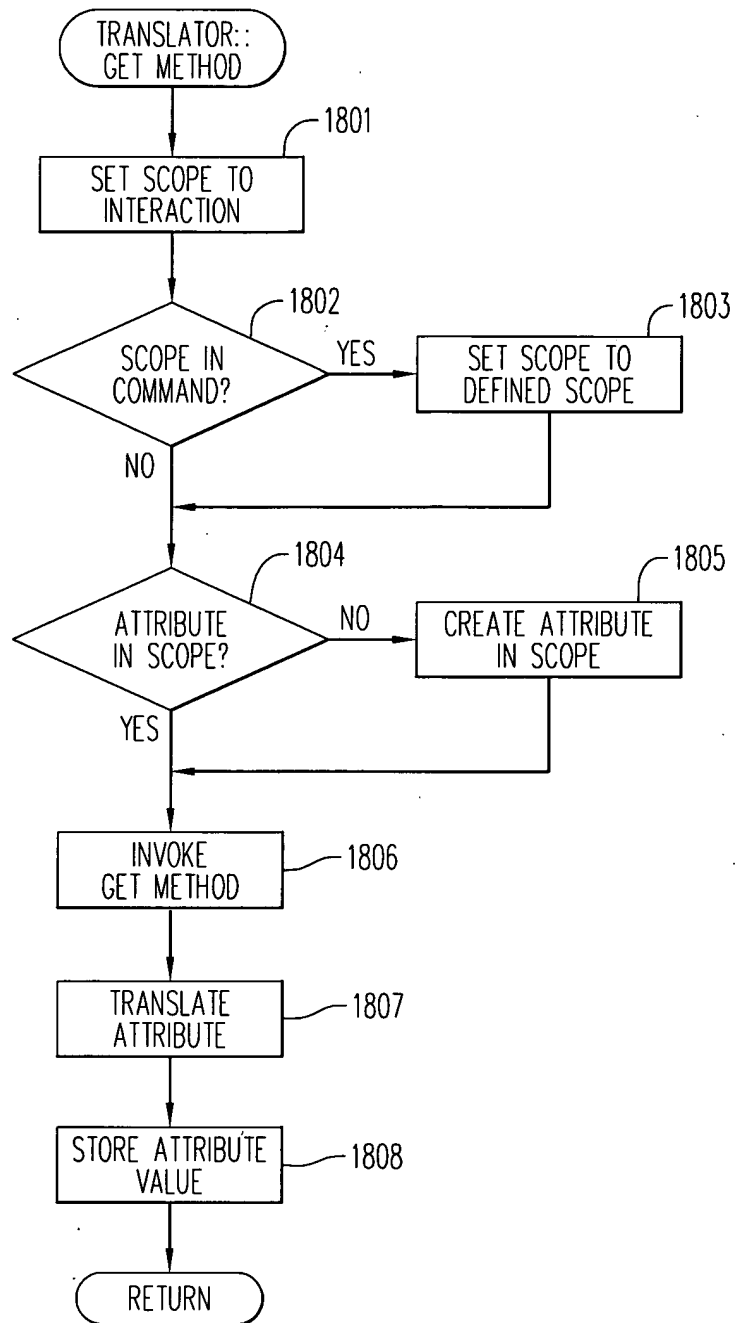 TRANSLATOR::
GET METHOD
1801
SET SCOPE TO
INTERACTION
1802
SCOPE IN
COMMAND?
YES
1803
SET SCOPE TO
DEFINED SCOPE
NO
1804
ATTRIBUTE
IN SCOPE?
NO
1805
CREATE ATTRIBUTE
IN SCOPE
YES
INVOKE
GET METHOD
1806
TRANSLATE
ATTRIBUTE
1807
STORE ATTRIBUTE
VALUE
1808
RETURN